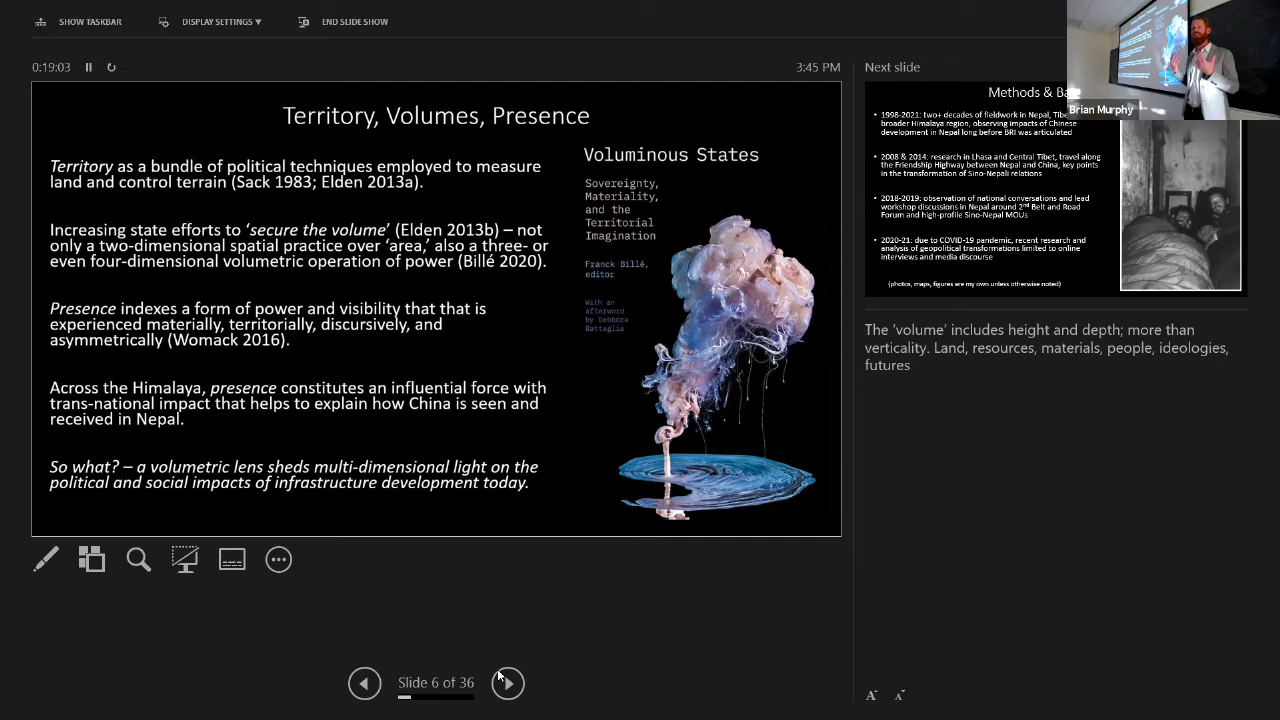 SHOW TASKBAR
DISPLAY SETTINGS ▼
END SLIDE SHOW
0:19:03
3:45 PM
Territory, Volumes, Presence
Territory as a bundle of political techniques employed to measure
land and control terrain (Sack 1983; Elden 2013a).
Increasing state efforts to ‘secure the volume’ (Elden 2013b) – not
only a two-dimensional spatial practice over ‘area,’ also a three- or
even four-dimensional volumetric operation of power (Billé 2020).
Presence indexes a form of power and visibility that that is
experienced materially, territorially, discursively, and
asymmetrically (Womack 2016).
Across the Himalaya, presence constitutes an influential force with
trans-national impact that helps to explain how China is seen and
received in Nepal.
So what? – a volumetric lens sheds multi-dimensional light on the
political and social impacts of infrastructure development today.
Voluminous States
Sovereignty,
Materiality,
and the
Territorial
Imagination
Franck Billé,
editor
With an
afterword
by Debbora
Battaglia
Slide 6 of 36
Next slide
Brian Murphy
Methods & Ba
• 1998-2021: two+ decades of fieldwork in Nepal, Tibe
broader Himalaya region, observing impacts of Chinese
development in Nepal long before BRI was articulated
• 2008 & 2014: research in Lhasa and Central Tibet, travel along
the Friendship Highway between Nepal and China, key points
in the transformation of Sino-Nepali relations
• 2018-2019: observation of national conversations and lead
workshop discussions in Nepal around 2nd Belt and Road
Forum and high-profile Sino-Nepal MOUs
• 2020-21: due to COVID-19 pandemic, recent research and
analysis of geopolitical transformations limited to online
interviews and media discourse
(photos, maps, figures are my own unless otherwise noted)
The ‘volume’ includes height and depth; more than
verticality. Land, resources, materials, people, ideologies,
futures
A A